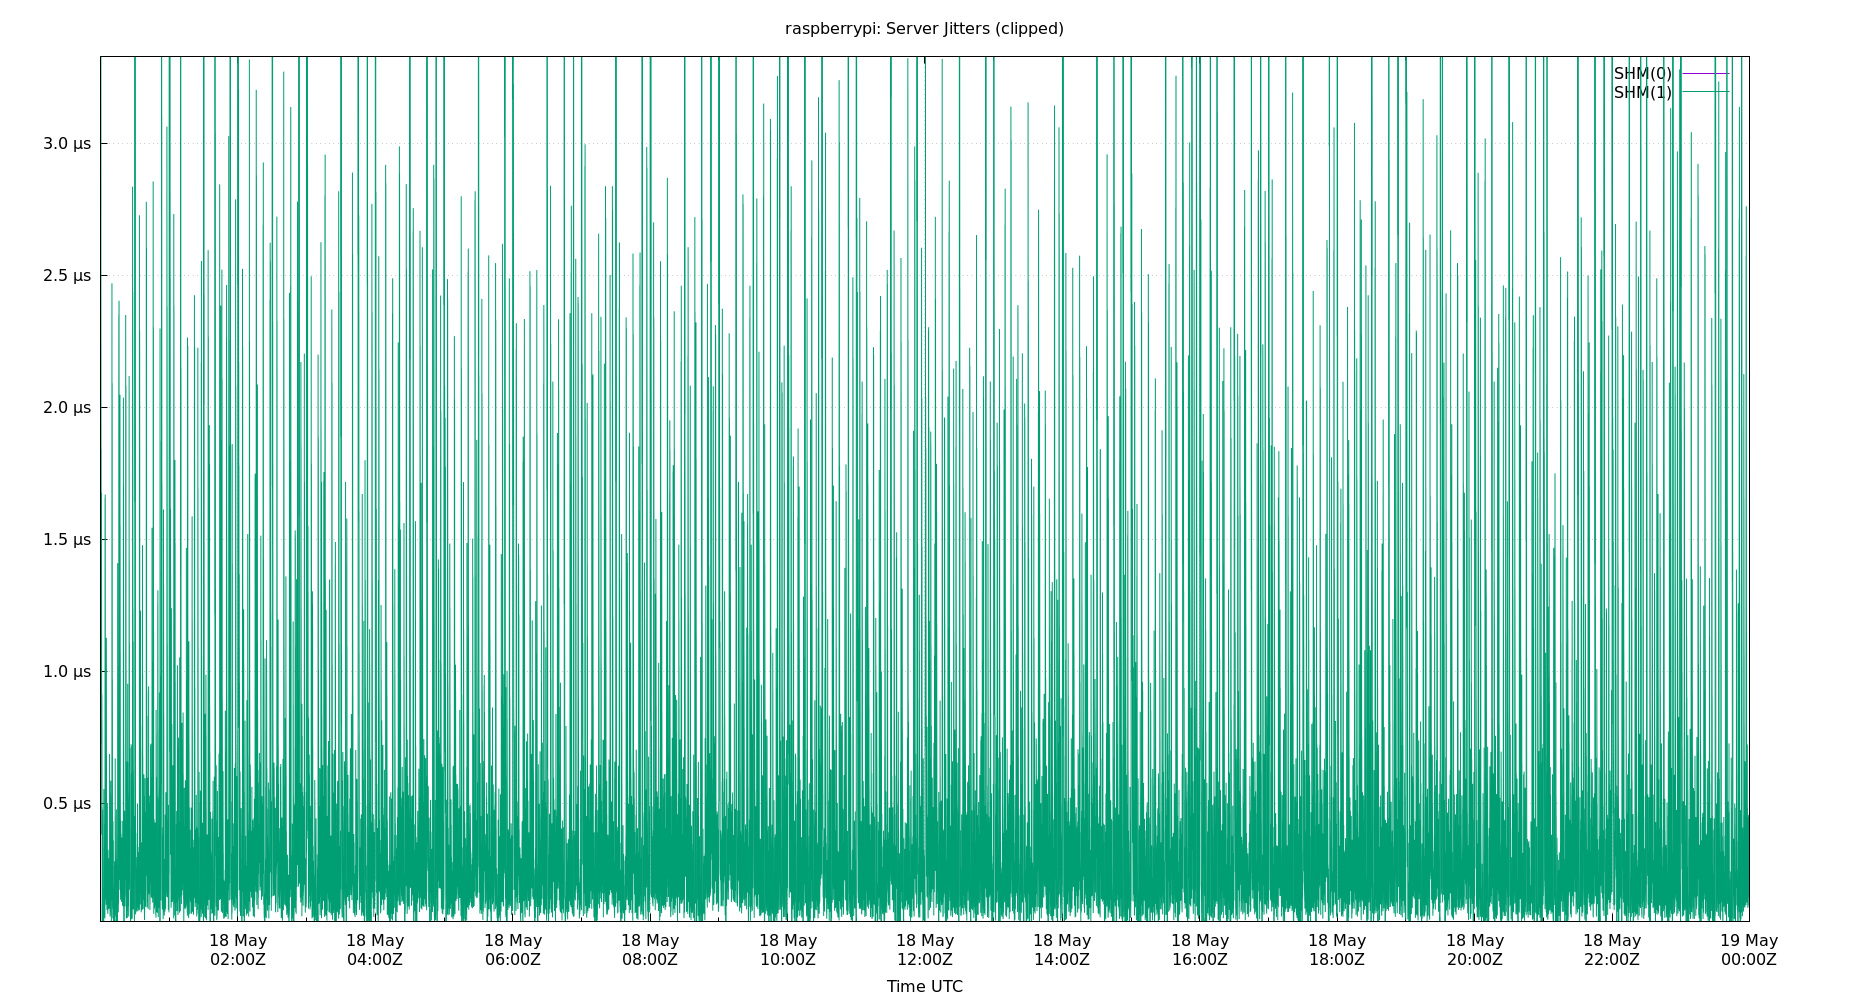 raspberrypi: Server Jitters (clipped)
SHM(0)
SHM(1)
3.0 µs
2.5 µs
2.0 µs
1.5 µs
1.0 µs
0.5 µs
18 May 18 May 18 May 18 May 18 May 18 May 18 May 18 May 18 May 18 May 18 May 19 May
02:00Z 04:00Z 06:00Z 08:00Z 10:00Z 12:00Z 14:00Z 16:00Z 18:00Z 20:00Z 22:00Z 00:00Z
Time UTC